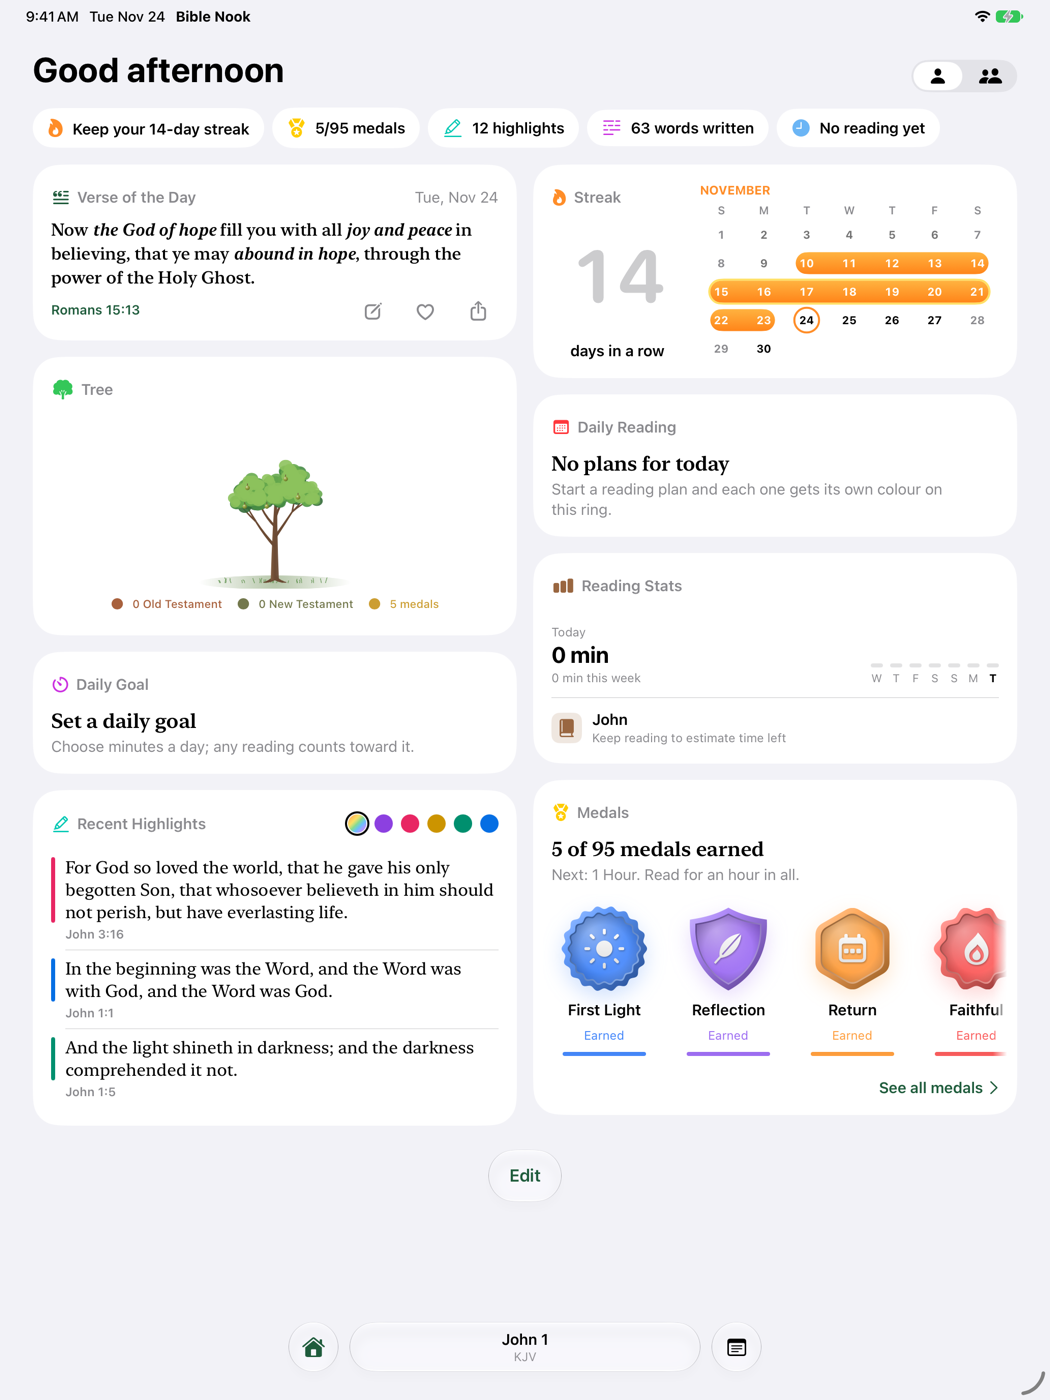 9:41 AM Tue Nov 24 Bible Nook
Good afternoon
Keep your 14-day streak
5/95 medals
12 highlights
63 words written
No reading yet
Verse of the Day
Tue, Nov 24
Now the God of hope fill you with all joy and peace in
believing, that ye may abound in hope, through the
power of the Holy Ghost.
Romans 15:13
Tree
0 Old Testament
0 New Testament
5 medals
Daily Goal
Set a daily goal
Choose minutes a day; any reading counts toward it.
Recent Highlights
For God so loved the world, that he gave his only
begotten Son, that whosoever believeth in him should
not perish, but have everlasting life.
John 3:16
In the beginning was the Word, and the Word was
with God, and the Word was God.
John 1:1
And the light shineth in darkness; and the darkness
comprehended it not.
John 1:5
Streak
14
days in a row
NOVEMBER
S M T W T F S
1 2 3 4 5 6 7
8 9 10 11 12 13 14
15 16 17 18 19 20 21
22 23 24 25 26 27 28
29 30
Daily Reading
No plans for today
Start a reading plan and each one gets its own colour on
this ring.
Reading Stats
Today
0 min
0 min this week
W T F S S M T
John
Keep reading to estimate time left
Medals
5 of 95 medals earned
Next: 1 Hour. Read for an hour in all.
First Light
Earned
Reflection
Earned
Return
Earned
Faithful
Earned
See all medals
Edit
John 1
KJV